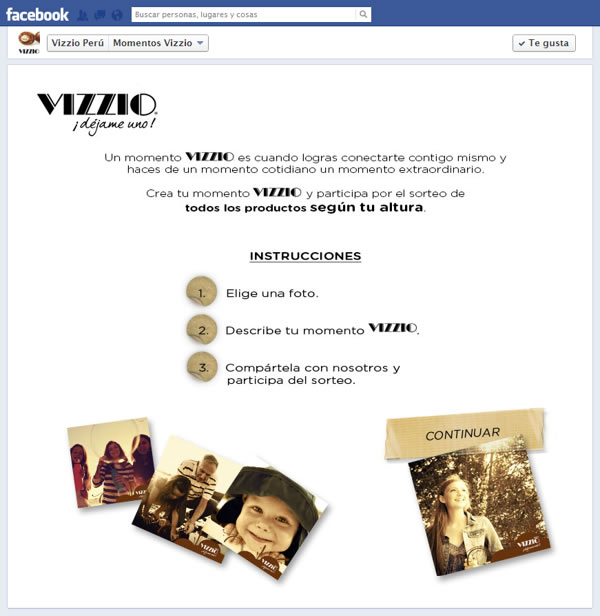 facebook
Buscar personas, lugares y cosas
VIZZIO
Vizzio Perú
Momentos Vizzio
✓ Te gusta
VIZZIO®
¡déjame uno!
Un momento VIZZIO es cuando logras conectarte contigo mismo y
haces de un momento cotidiano un momento extraordinario.
Crea tu momento VIZZIO y participa por el sorteo de
todos los productos según tu altura.
INSTRUCCIONES
1. Elige una foto.
2. Describe tu momento VIZZIO.
3. Compártela con nosotros y
participa del sorteo.
CONTINUAR
VIZZIO
VIZZIO
VIZZIO
VIZZIO